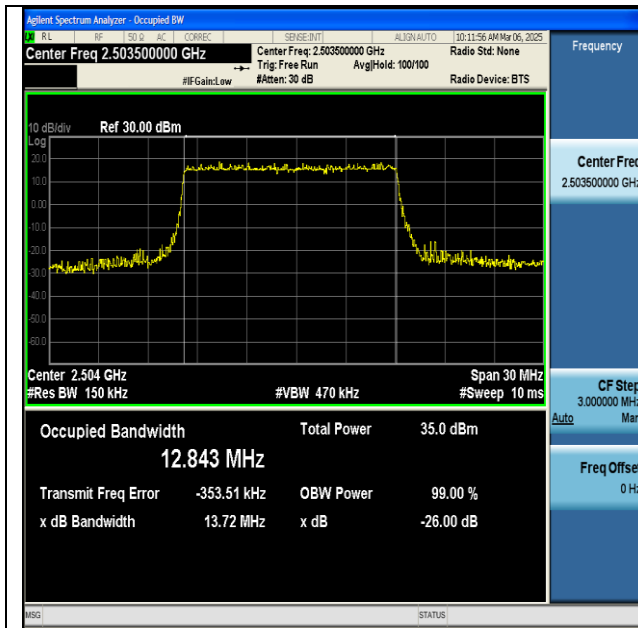 Agilent Spectrum Analyzer - Occupied BW
RL RF 50 Ω AC CORREC SENSE:INT ALIGN AUTO 10:11:56 AM Mar 06, 2025
Center Freq 2.503500000 GHz Center Freq: 2.503500000 GHz Radio Std: None
Trig: Free Run Avg|Hold: 100/100
#IFGain:Low #Atten: 30 dB Radio Device: BTS
10 dB/div Ref 30.00 dBm
Log
20.0
10.0
0.00
-10.0
-20.0
-30.0
-40.0
-50.0
-60.0
Center 2.504 GHz Span 30 MHz
#Res BW 150 kHz #VBW 470 kHz #Sweep 10 ms
Occupied Bandwidth Total Power 35.0 dBm
12.843 MHz
Transmit Freq Error -353.51 kHz OBW Power 99.00 %
x dB Bandwidth 13.72 MHz x dB -26.00 dB
MSG STATUS
Frequency
Center Freq
2.503500000 GHz
CF Step
3.000000 MHz
Auto Man
Freq Offset
0 Hz